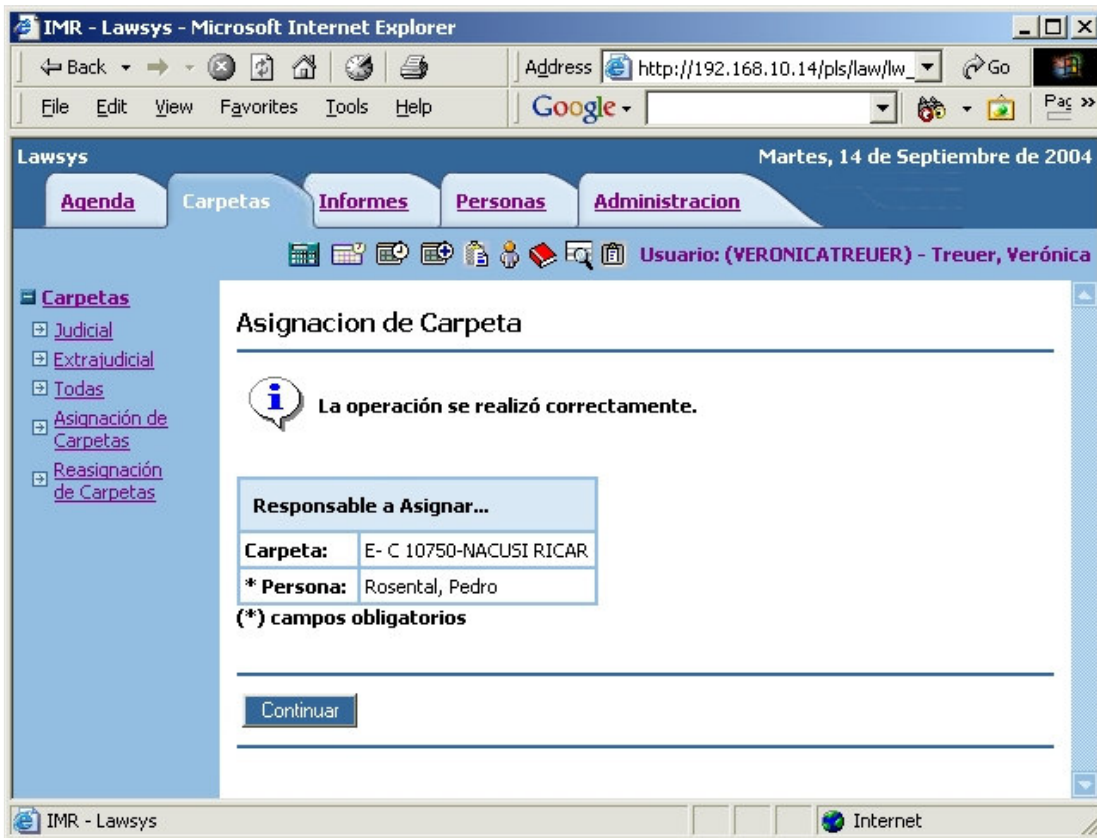 IMR - Lawsys - Microsoft Internet Explorer
Back Address http://192.168.10.14/pls/law/lw_ Go
File Edit View Favorites Tools Help Google Pag »
Lawsys Martes, 14 de Septiembre de 2004
Agenda Carpetas Informes Personas Administracion
Usuario: (VERONICATREUER) - Treuer, Verónica
Carpetas
Judicial
Extrajudicial
Todas
Asignación de
Carpetas
Reasignación
de Carpetas
Asignacion de Carpeta
La operación se realizó correctamente.
Responsable a Asignar...
Carpeta: E- C 10750-NACUSI RICAR
* Persona: Rosental, Pedro
(*) campos obligatorios
Continuar
IMR - Lawsys Internet